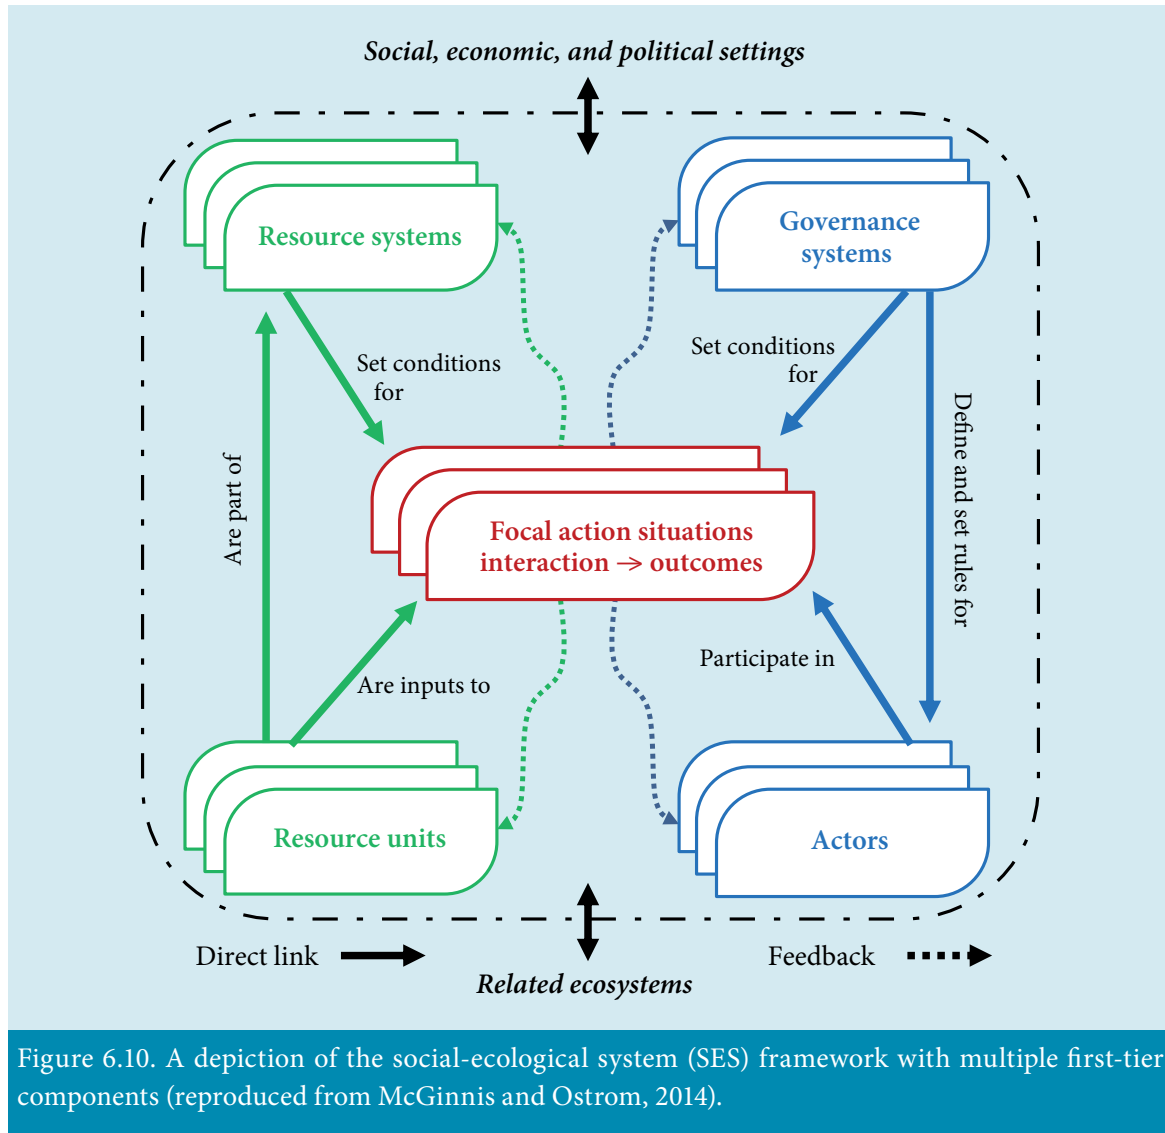 Social, economic, and political settings
Resource systems
Governance
systems
Set conditions
for
Set conditions
for
Are part of
Define and set rules for
Focal action situations
interaction → outcomes
Participate in
Are inputs to
Resource units
Actors
Direct link
Feedback
Related ecosystems
Figure 6.10. A depiction of the social-ecological system (SES) framework with multiple first-tier
components (reproduced from McGinnis and Ostrom, 2014).